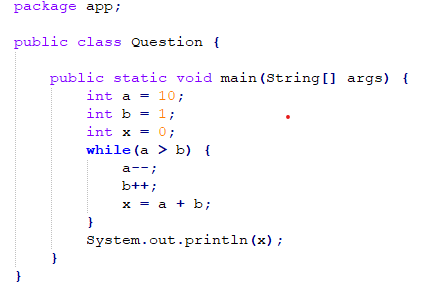 package app;
public class Question {
public static void main(String[] args) {
int a = 10;
int b = 1;
int x = 0;
while(a > b) {
a--;
b++;
x = a + b;
}
System.out.println(x);
}
}